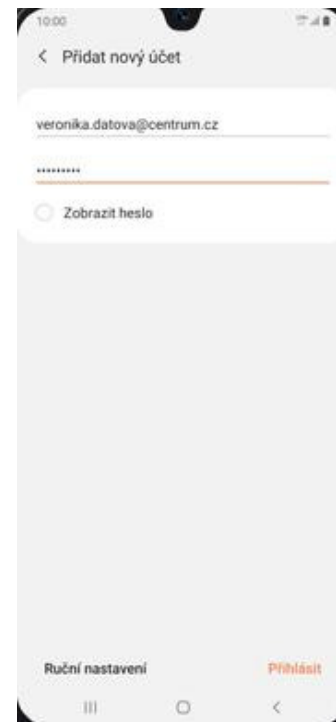 10:00
Přidat nový účet
veronika.datova@centrum.cz
•••••••••
Zobrazit heslo
Ruční nastavení
Přihlásit